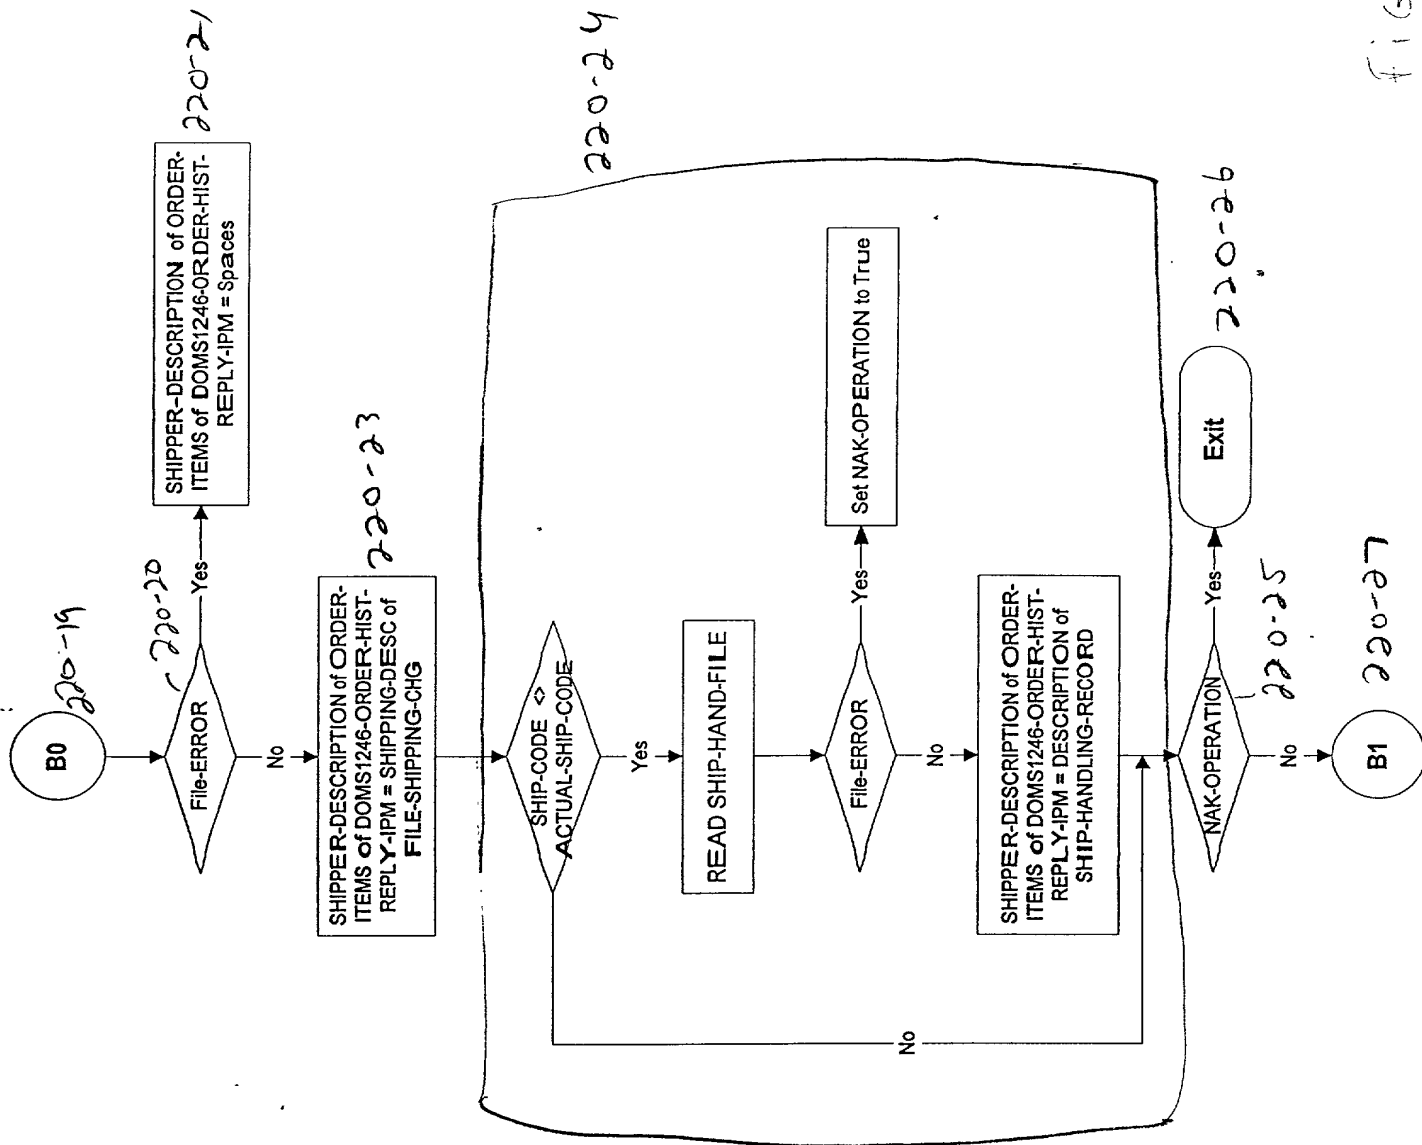 B0
220-19
File-ERROR
220-20
Yes
SHIPPER-DESCRIPTION of ORDER-
ITEMS of DOMS1246-ORDER-HIST-
REPLY-IPM = Spaces
220-21
No
SHIPPER-DESCRIPTION of ORDER-
ITEMS of DOMS1246-ORDER-HIST-
REPLY-IPM = SHIPPING-DESC of
FILE-SHIPPING-CHG
220-23
220-24
SHIP-CODE <>
ACTUAL-SHIP-CODE
Yes
READ SHIP-HAND-FILE
File-ERROR
Yes
Set NAK-OPERATION to True
No
SHIPPER-DESCRIPTION of ORDER-
ITEMS of DOMS1246-ORDER-HIST-
REPLY-IPM = DESCRIPTION of
SHIP-HANDLING-RECORD
No
NAK-OPERATION
220-25
Yes
Exit
220-26
No
B1
220-27